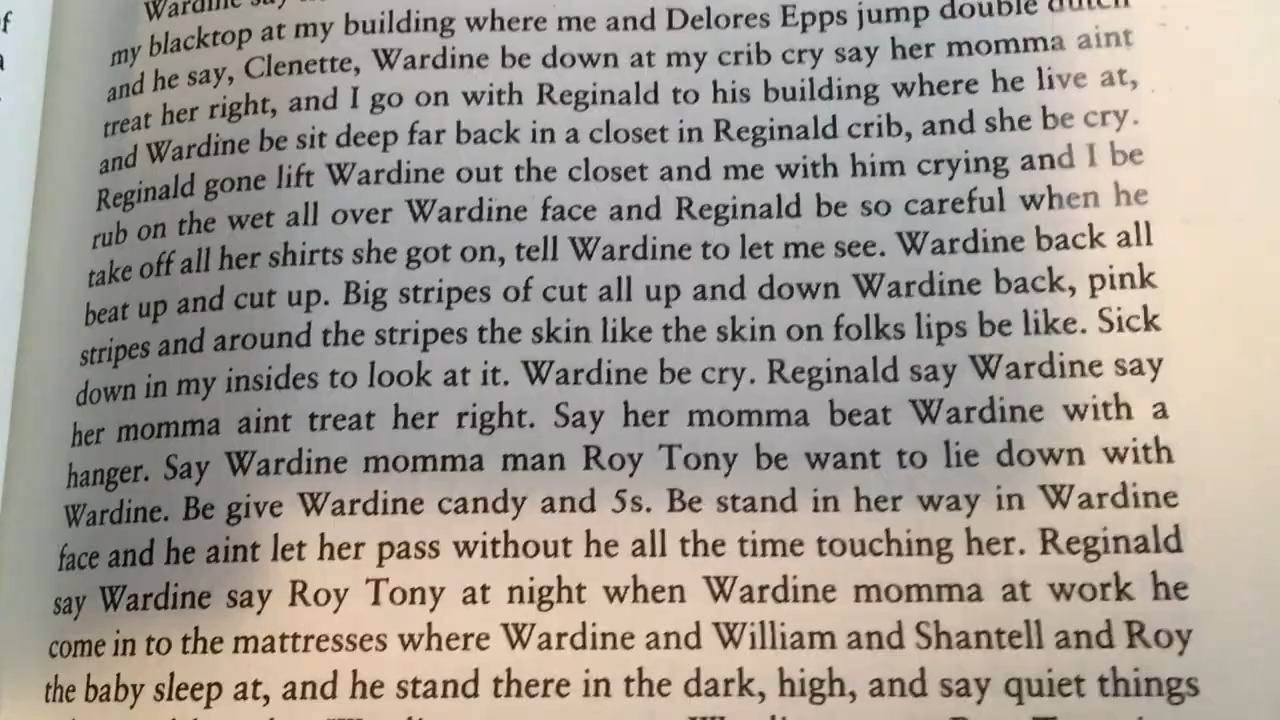 Wardine say
my blacktop at my building where me and Delores Epps jump double dutch
and he say, Clenette, Wardine be down at my crib cry say her momma aint
treat her right, and I go on with Reginald to his building where he live at,
and Wardine be sit deep far back in a closet in Reginald crib, and she be cry.
Reginald gone lift Wardine out the closet and me with him crying and I be
rub on the wet all over Wardine face and Reginald be so careful when he
take off all her shirts she got on, tell Wardine to let me see. Wardine back all
beat up and cut up. Big stripes of cut all up and down Wardine back, pink
stripes and around the stripes the skin like the skin on folks lips be like. Sick
down in my insides to look at it. Wardine be cry. Reginald say Wardine say
her momma aint treat her right. Say her momma beat Wardine with a
hanger. Say Wardine momma man Roy Tony be want to lie down with
Wardine. Be give Wardine candy and 5s. Be stand in her way in Wardine
face and he aint let her pass without he all the time touching her. Reginald
say Wardine say Roy Tony at night when Wardine momma at work he
come in to the mattresses where Wardine and William and Shantell and Roy
the baby sleep at, and he stand there in the dark, high, and say quiet things